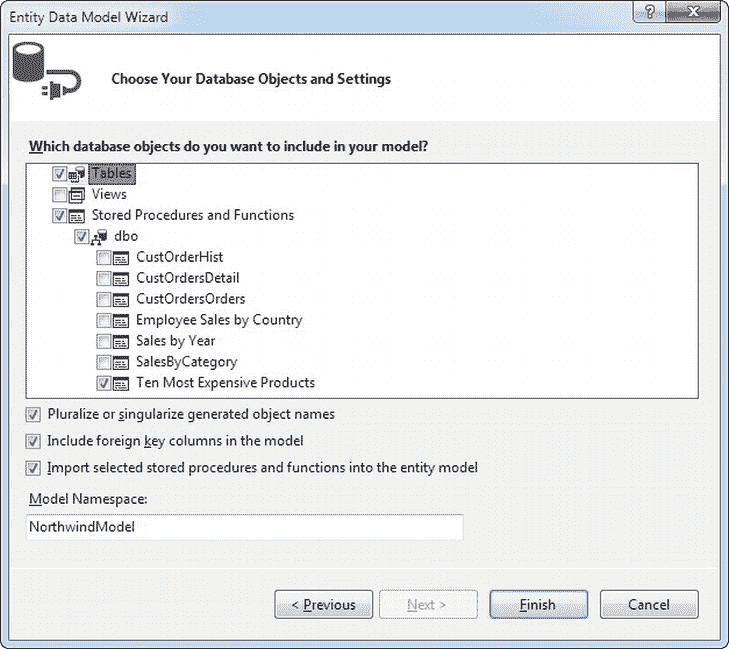 Entity Data Model Wizard
Choose Your Database Objects and Settings
Which database objects do you want to include in your model?
Tables
Views
Stored Procedures and Functions
dbo
CustOrderHist
CustOrdersDetail
CustOrdersOrders
Employee Sales by Country
Sales by Year
SalesByCategory
Ten Most Expensive Products
Pluralize or singularize generated object names
Include foreign key columns in the model
Import selected stored procedures and functions into the entity model
Model Namespace:
NorthwindModel
< Previous Next > Finish Cancel